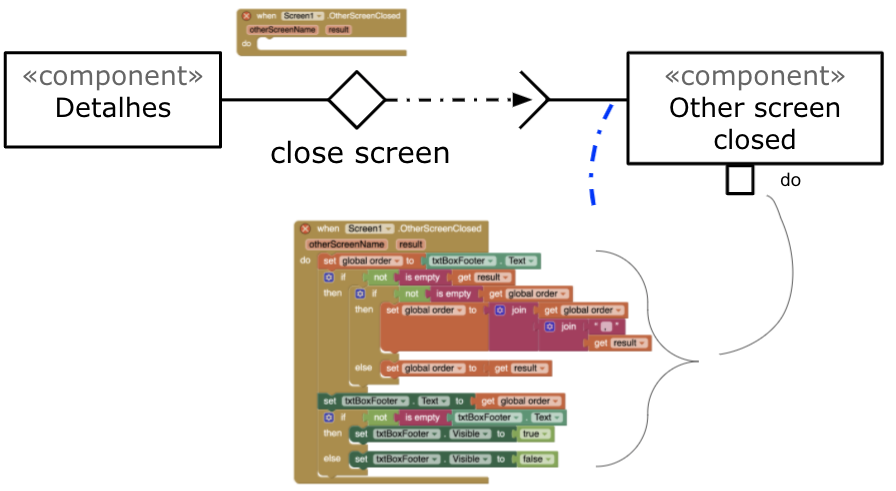 when Screen1 .OtherScreenClosed
otherScreenName result
do
«component»
Detalhes
close screen
«component»
Other screen
closed
do
when Screen1 .OtherScreenClosed
otherScreenName result
do set global order to txtBoxFooter . Text
if not is empty get result
then if not is empty get global order
then set global order to join get global order
join " "
get result
else set global order to get result
set txtBoxFooter . Text to get global order
if not is empty txtBoxFooter . Text
then set txtBoxFooter . Visible to true
else set txtBoxFooter . Visible to false